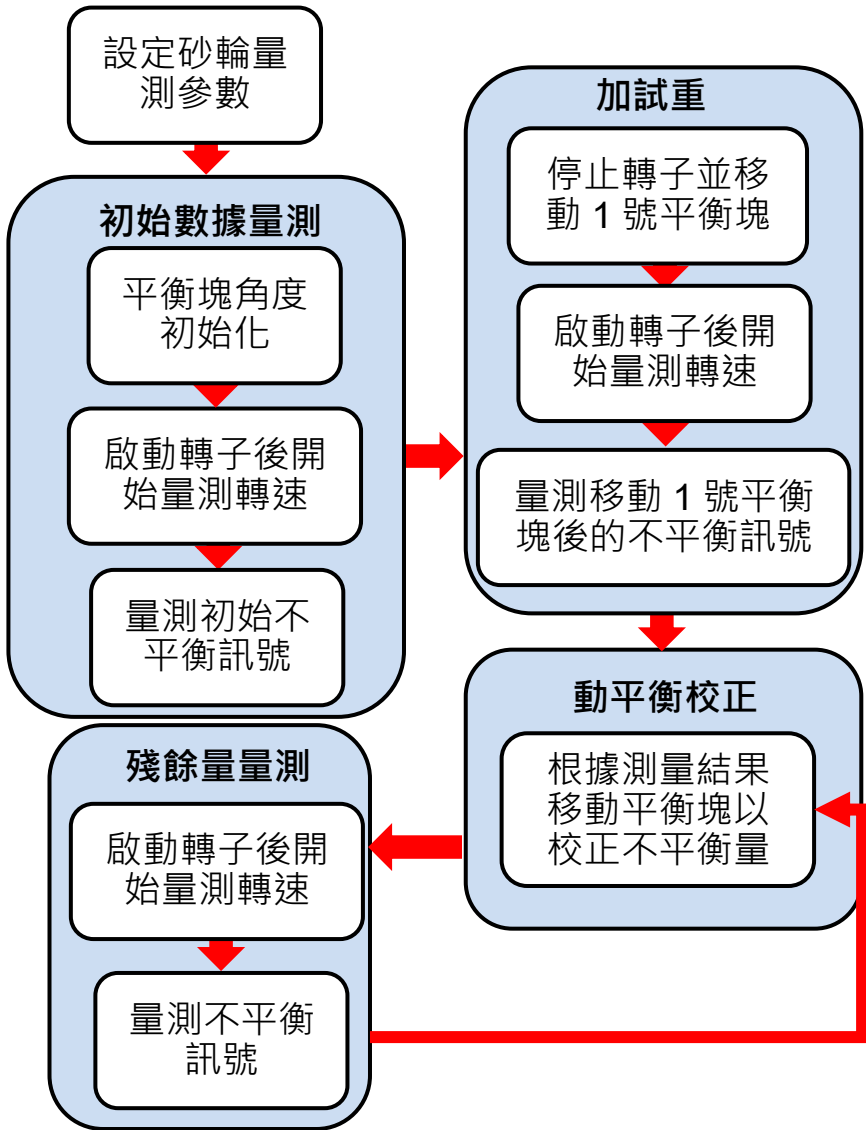 設定砂輪量
測參數
初始數據量測
平衡塊角度
初始化
啟動轉子後開
始量測轉速
量測初始不
平衡訊號
加試重
停止轉子並移
動 1 號平衡塊
啟動轉子後開
始量測轉速
量測移動 1 號平衡
塊後的不平衡訊號
動平衡校正
根據測量結果
移動平衡塊以
校正不平衡量
殘餘量量測
啟動轉子後開
始量測轉速
量測不平衡
訊號